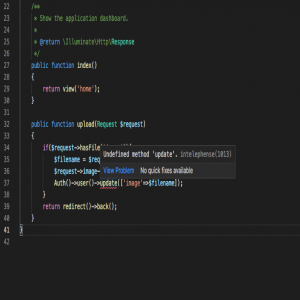 22 /**
23 * Show the application dashboard.
24 *
25 * @return \Illuminate\Http\Response
26 */
27 public function index()
28 {
29 return view('home');
30 }
31
32 public function upload(Request $request)
33 {
34 if($request->hasFile(
Undefined method 'update'. intelephense(1013)
35 $filename = $req
View Problem No quick fixes available
36 $request->image-
37 Auth()->user()->update(['image'=>$filename]);
38 }
39 return redirect()->back();
40 }
41 }
42